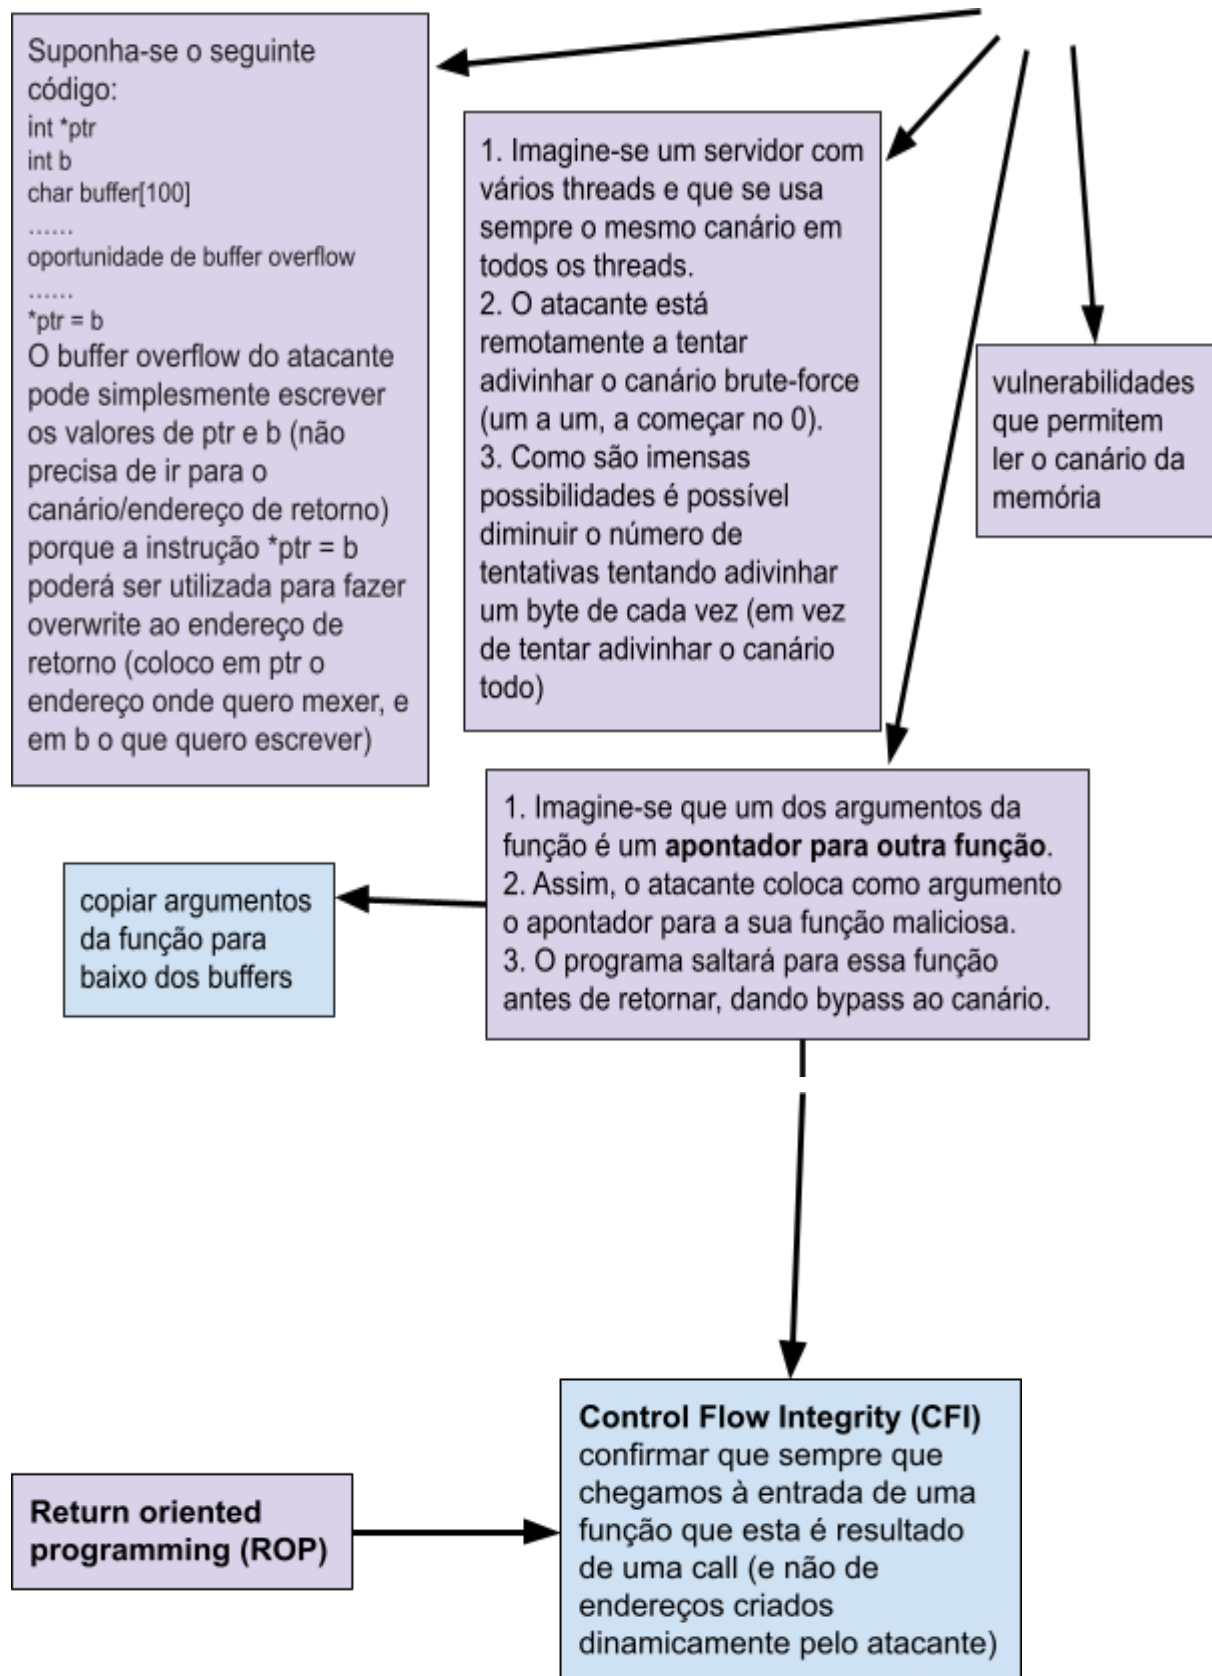 Suponha-se o seguinte
código:
int *ptr
int b
char buffer[100]
......
oportunidade de buffer overflow
......
*ptr = b
O buffer overflow do atacante
pode simplesmente escrever
os valores de ptr e b (não
precisa de ir para o
canário/endereço de retorno)
porque a instrução *ptr = b
poderá ser utilizada para fazer
overwrite ao endereço de
retorno (coloco em ptr o
endereço onde quero mexer, e
em b o que quero escrever)
1. Imagine-se um servidor com
vários threads e que se usa
sempre o mesmo canário em
todos os threads.
2. O atacante está
remotamente a tentar
adivinhar o canário brute-force
(um a um, a começar no 0).
3. Como são imensas
possibilidades é possível
diminuir o número de
tentativas tentando adivinhar
um byte de cada vez (em vez
de tentar adivinhar o canário
todo)
vulnerabilidades
que permitem
ler o canário da
memória
1. Imagine-se que um dos argumentos da
função é um apontador para outra função.
2. Assim, o atacante coloca como argumento
o apontador para a sua função maliciosa.
3. O programa saltará para essa função
antes de retornar, dando bypass ao canário.
copiar argumentos
da função para
baixo dos buffers
Return oriented
programming (ROP)
Control Flow Integrity (CFI)
confirmar que sempre que
chegamos à entrada de uma
função que esta é resultado
de uma call (e não de
endereços criados
dinamicamente pelo atacante)